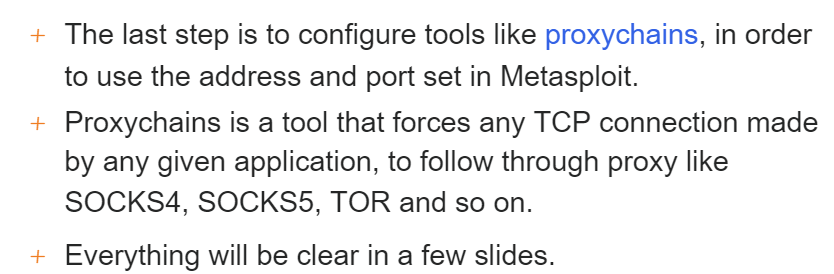 + The last step is to configure tools like proxychains, in order
to use the address and port set in Metasploit.
+ Proxychains is a tool that forces any TCP connection made
by any given application, to follow through proxy like
SOCKS4, SOCKS5, TOR and so on.
+ Everything will be clear in a few slides.